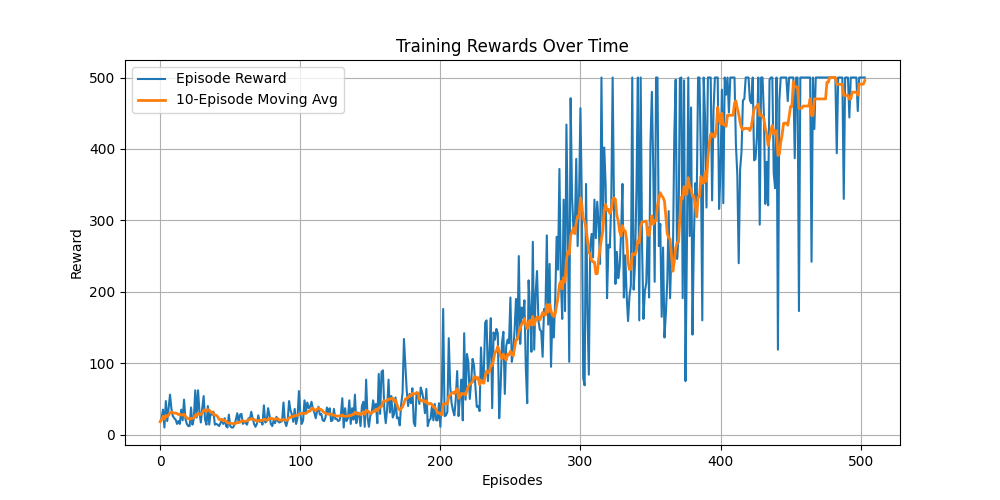 Training Rewards Over Time
Episode Reward
10-Episode Moving Avg
Reward
500
400
300
200
100
0
0 100 200 300 400 500
Episodes